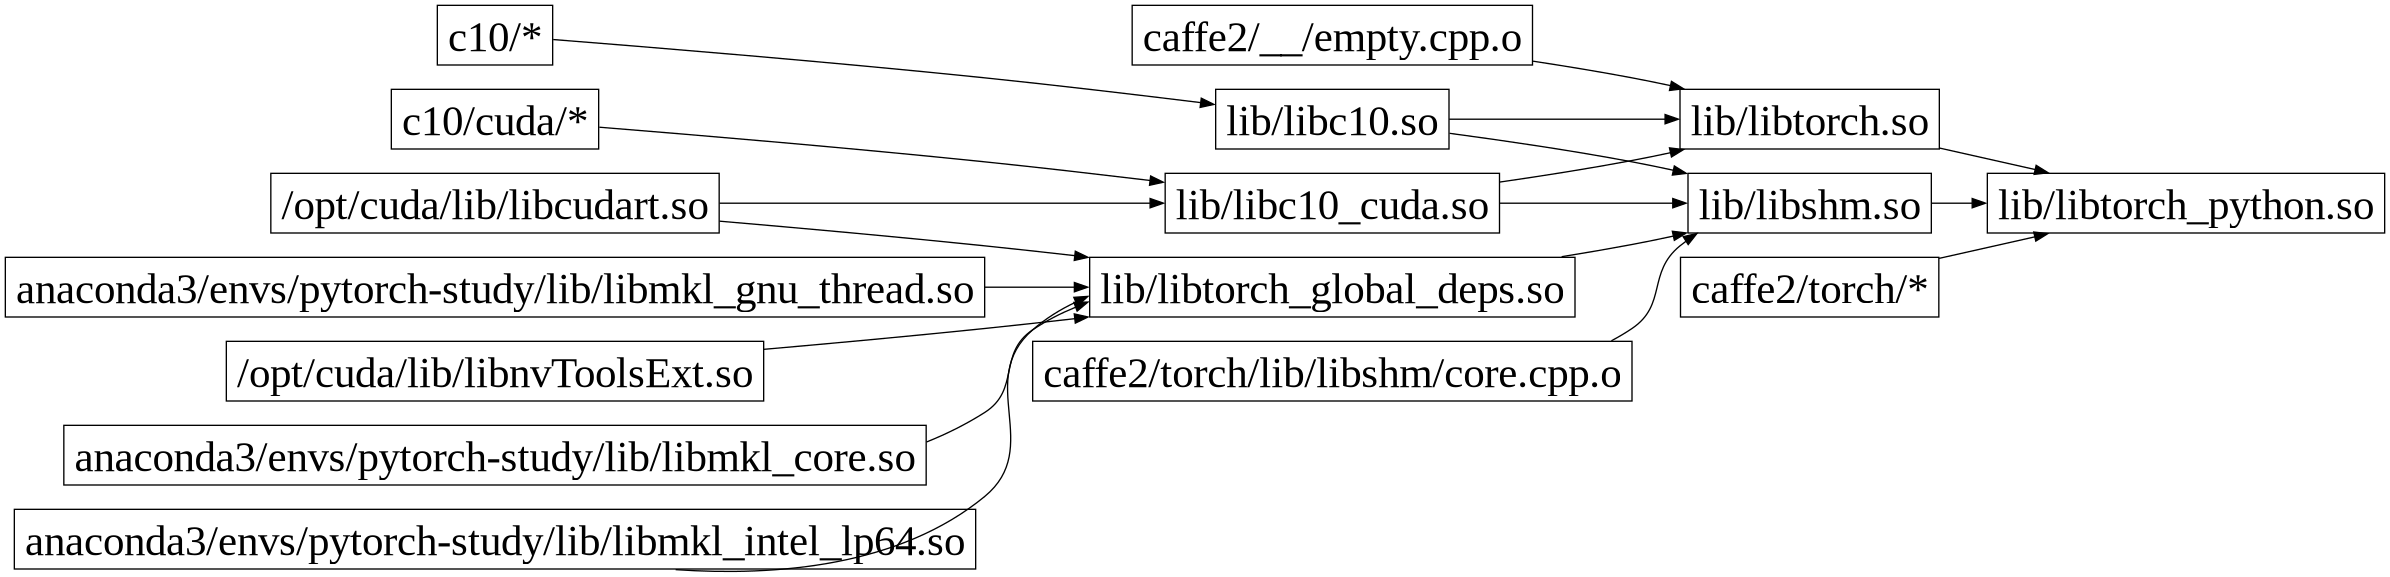 c10/*
caffe2/__/empty.cpp.o
c10/cuda/*
lib/libc10.so
lib/libtorch.so
/opt/cuda/lib/libcudart.so
lib/libc10_cuda.so
lib/libshm.so
lib/libtorch_python.so
anaconda3/envs/pytorch-study/lib/libmkl_gnu_thread.so
lib/libtorch_global_deps.so
caffe2/torch/*
/opt/cuda/lib/libnvToolsExt.so
caffe2/torch/lib/libshm/core.cpp.o
anaconda3/envs/pytorch-study/lib/libmkl_core.so
anaconda3/envs/pytorch-study/lib/libmkl_intel_lp64.so